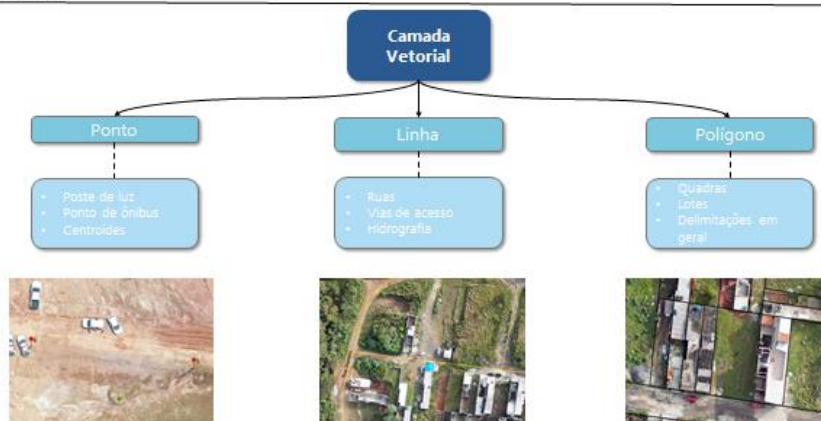 Camada
Vetorial
Ponto
Linha
Polígono
• Poste de luz
• Ponto de ônibus
• Centroides
• Ruas
• Vias de acesso
• Hidrografia
• Quadras
• Lotes
• Delimitações em
geral